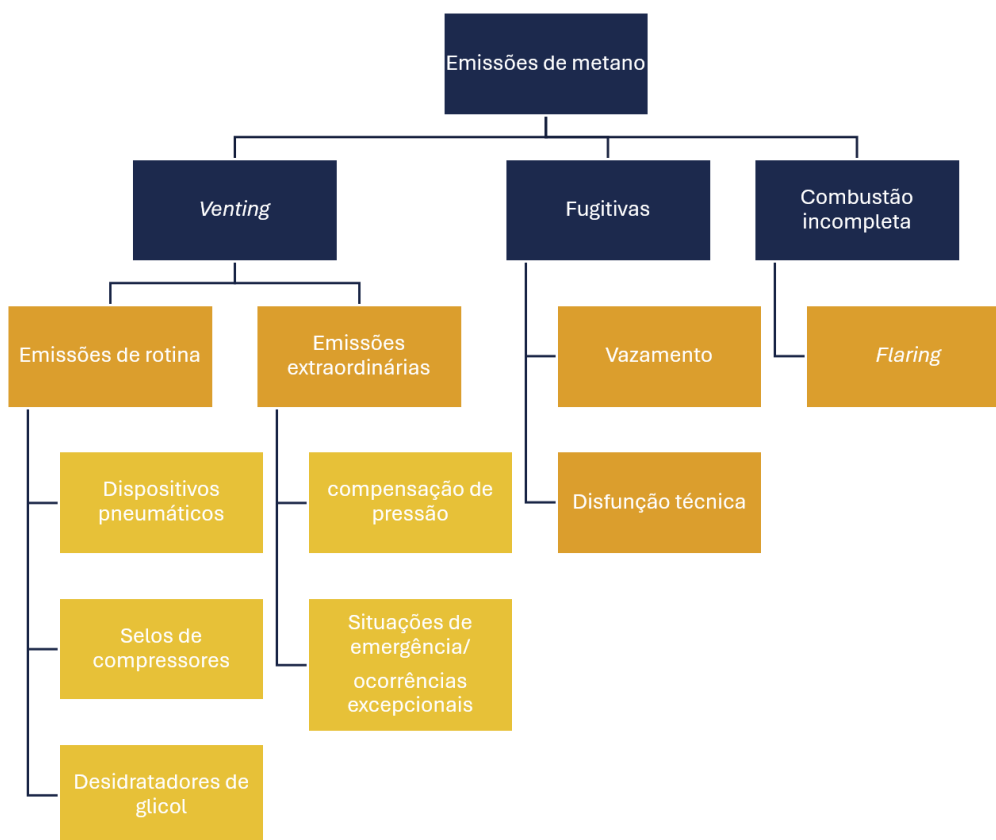 Emissões de metano
Venting
Fugitivas
Combustão
incompleta
Emissões de rotina
Emissões
extraordinárias
Vazamento
Flaring
Dispositivos
pneumáticos
compensação de
pressão
Disfunção técnica
Selos de
compressores
Situações de
emergência/
ocorrências
excepcionais
Desidratadores de
glicol